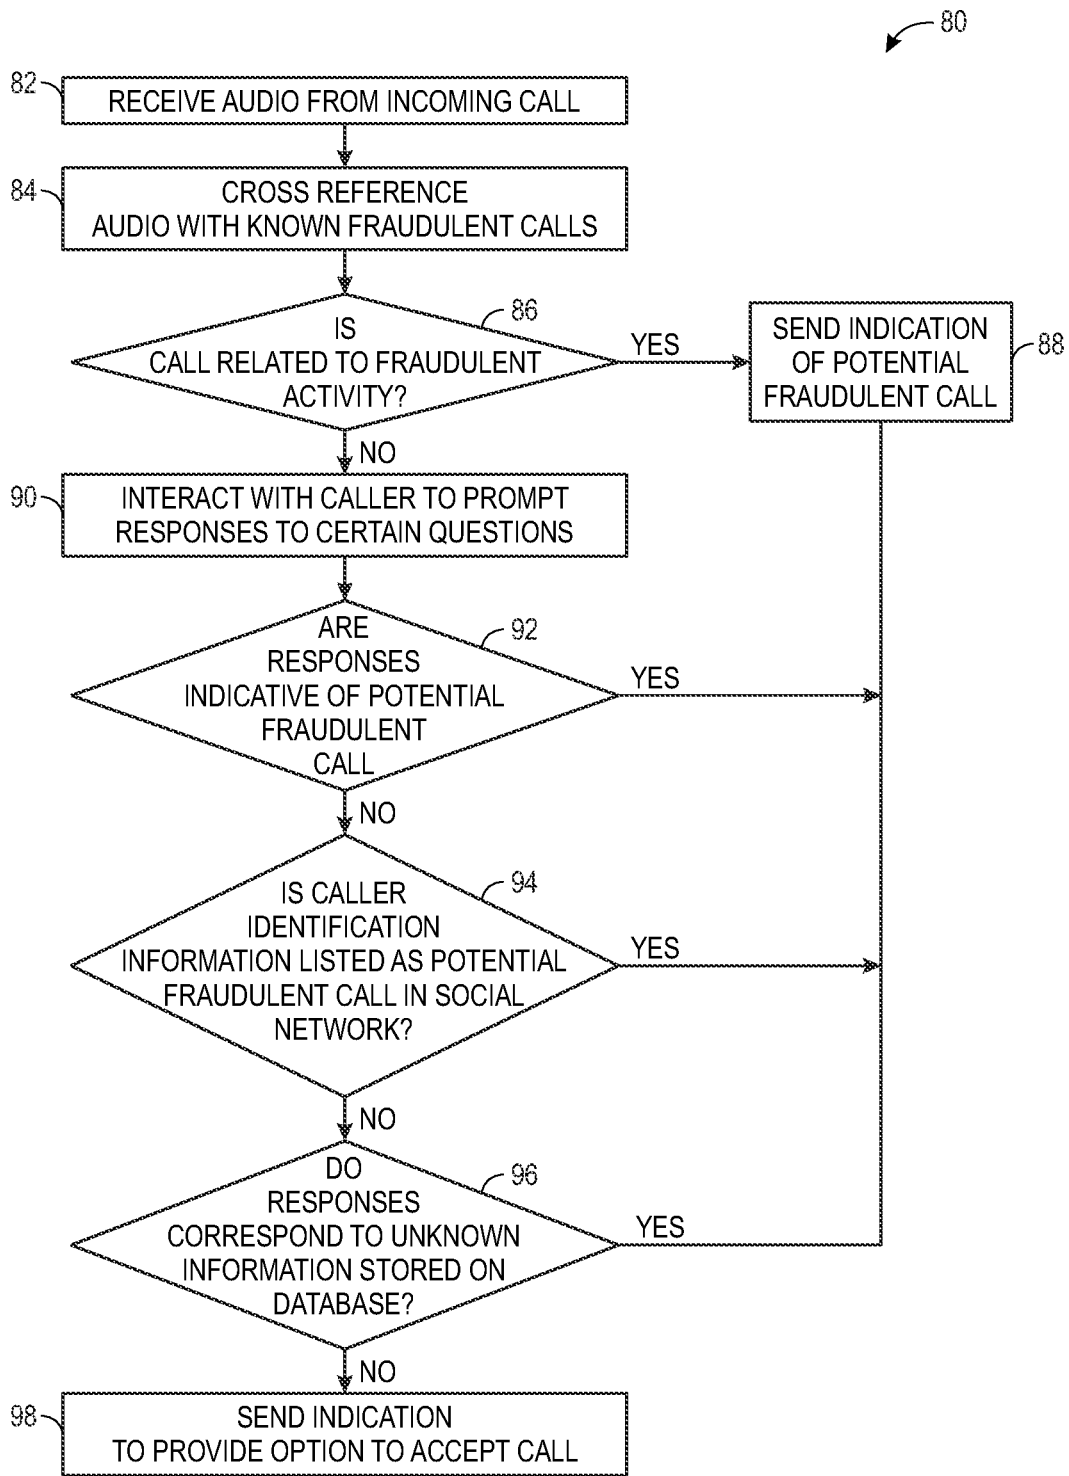 80
82
RECEIVE AUDIO FROM INCOMING CALL
84
CROSS REFERENCE
AUDIO WITH KNOWN FRAUDULENT CALLS
86
IS
CALL RELATED TO FRAUDULENT
ACTIVITY?
YES
SEND INDICATION
OF POTENTIAL
FRAUDULENT CALL
88
NO
90
INTERACT WITH CALLER TO PROMPT
RESPONSES TO CERTAIN QUESTIONS
92
ARE
RESPONSES
INDICATIVE OF POTENTIAL
FRAUDULENT
CALL
YES
NO
94
IS CALLER
IDENTIFICATION
INFORMATION LISTED AS POTENTIAL
FRAUDULENT CALL IN SOCIAL
NETWORK?
YES
NO
96
DO
RESPONSES
CORRESPOND TO UNKNOWN
INFORMATION STORED ON
DATABASE?
YES
NO
98
SEND INDICATION
TO PROVIDE OPTION TO ACCEPT CALL